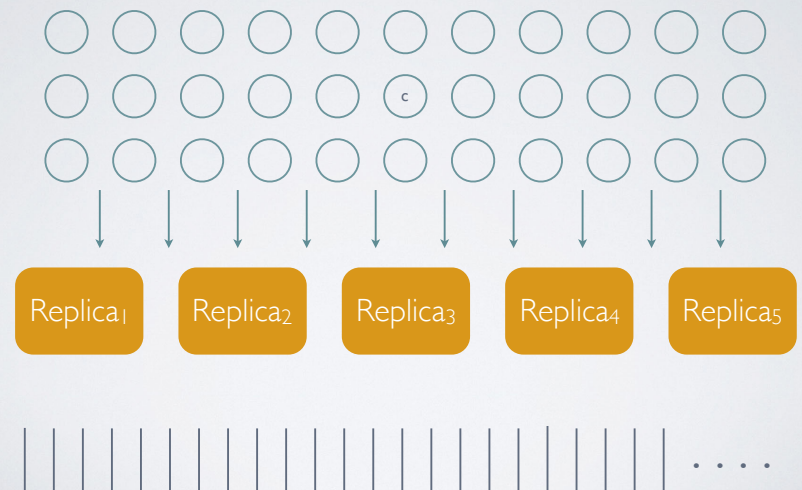 c
Replica₁ Replica₂ Replica₃ Replica₄ Replica₅
. . . .